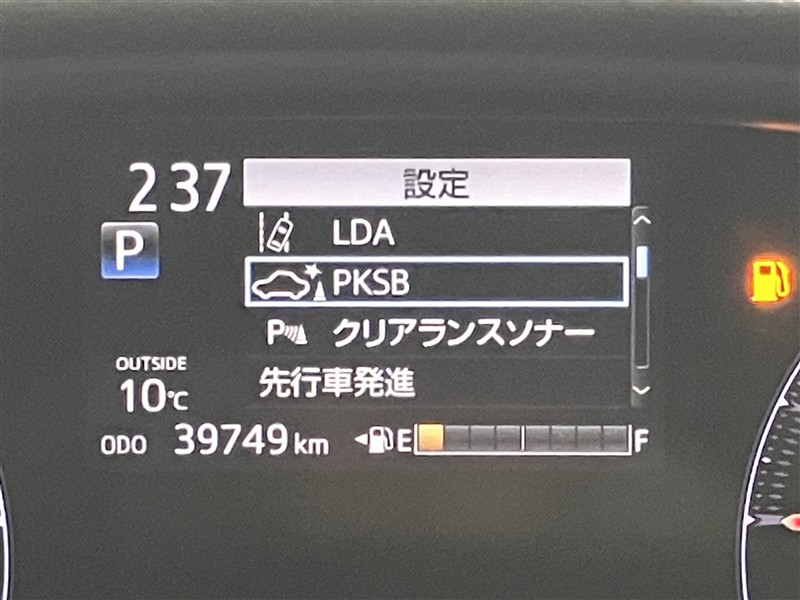 2 37
設定
P
LDA
PKSB
P クリアランスソナー
先行車発進
OUTSIDE
10℃
ODO 39749 km E F